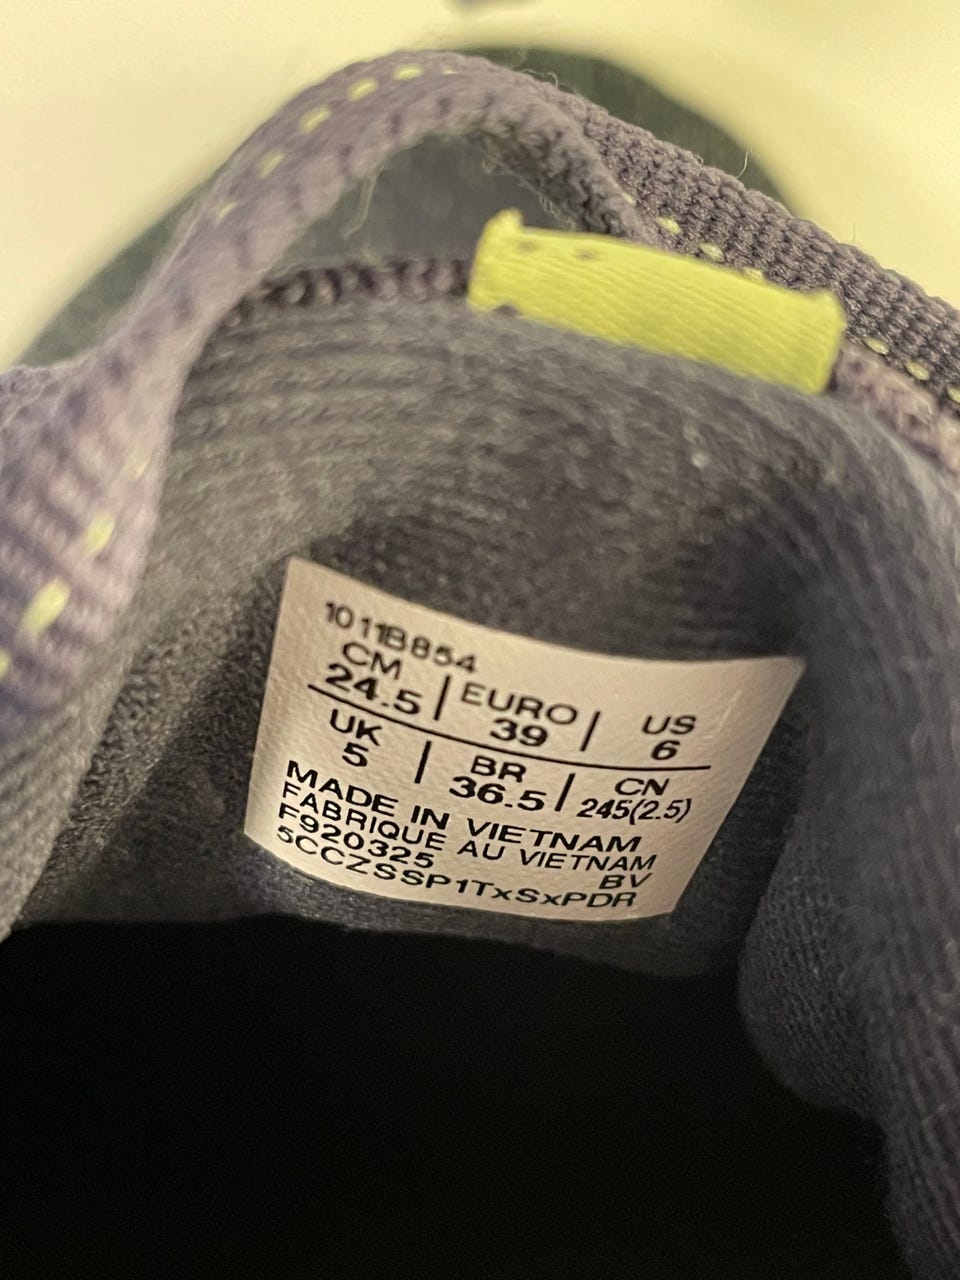 1011B854
CM | EURO | US
24.5 | 39 | 6
UK | BR | CN
5 | 36.5 | 245(2.5)
MADE IN VIETNAM
FABRIQUE AU VIETNAM
F920325 BV
5CCZSSP1TxSxPDR